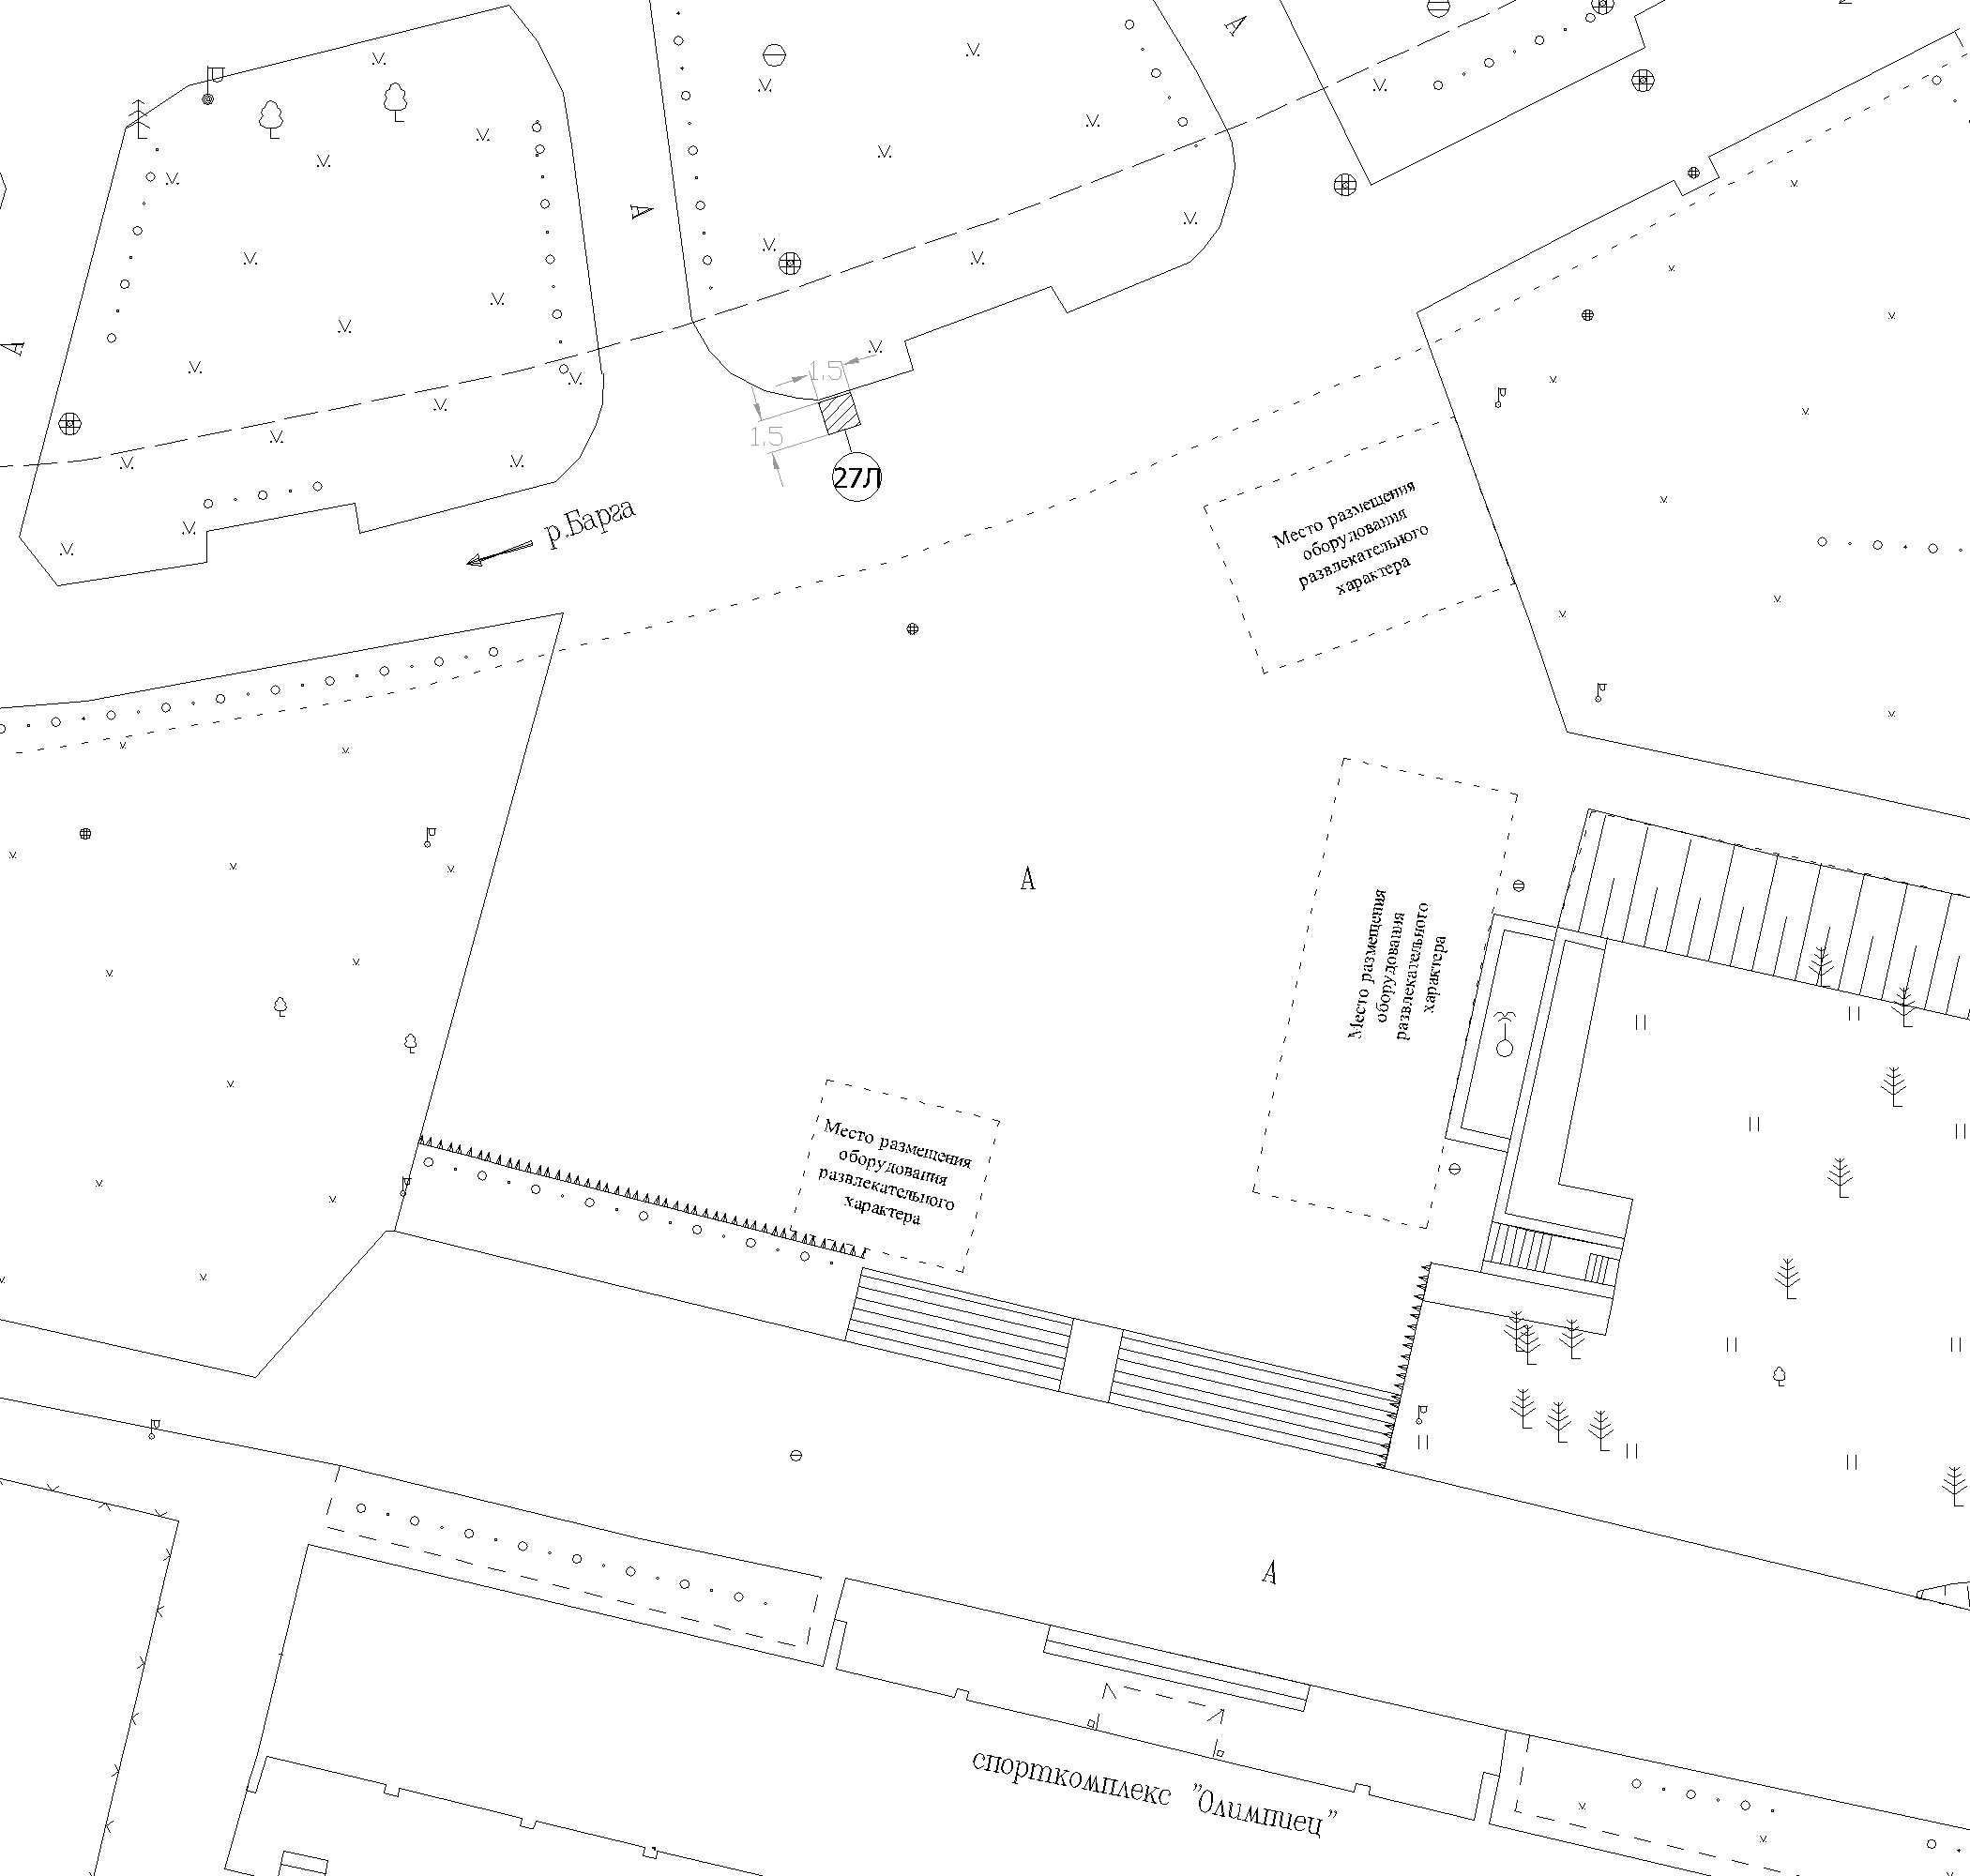 А
А
А
1.5
1.5
27Л
р.Барга
Место размещения
оборудования
развлекательного
характера
А
Место размещения
оборудования
развлекательного
характера
Место размещения
оборудования
развлекательного
характера
А
спорткомплекс "Олимпиец"